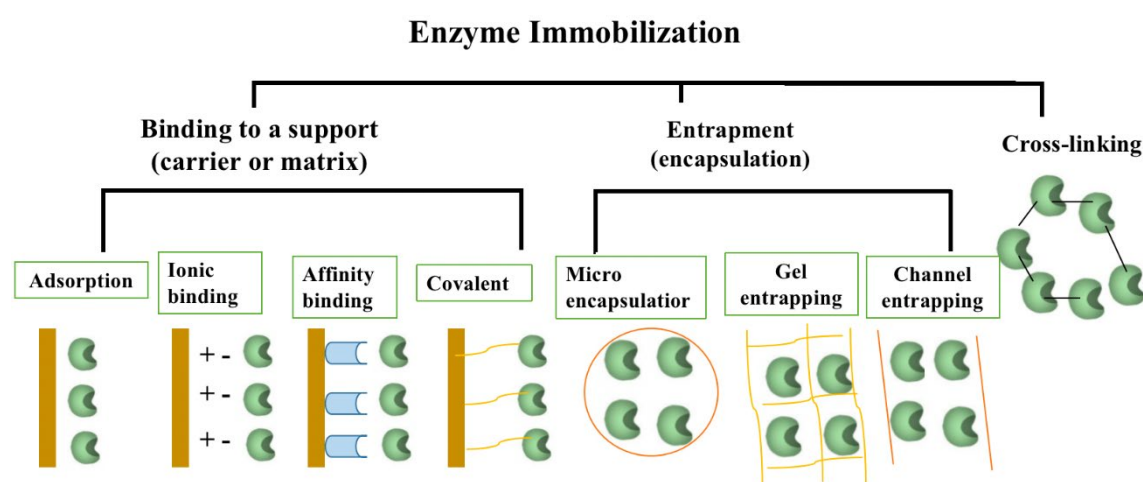 Enzyme Immobilization
Binding to a support
(carrier or matrix)
Entrapment
(encapsulation)
Cross-linking
Adsorption
Ionic
binding
Affinity
binding
Covalent
Micro
encapsulatior
Gel
entrapping
Channel
entrapping
+ -
+ -
+ -